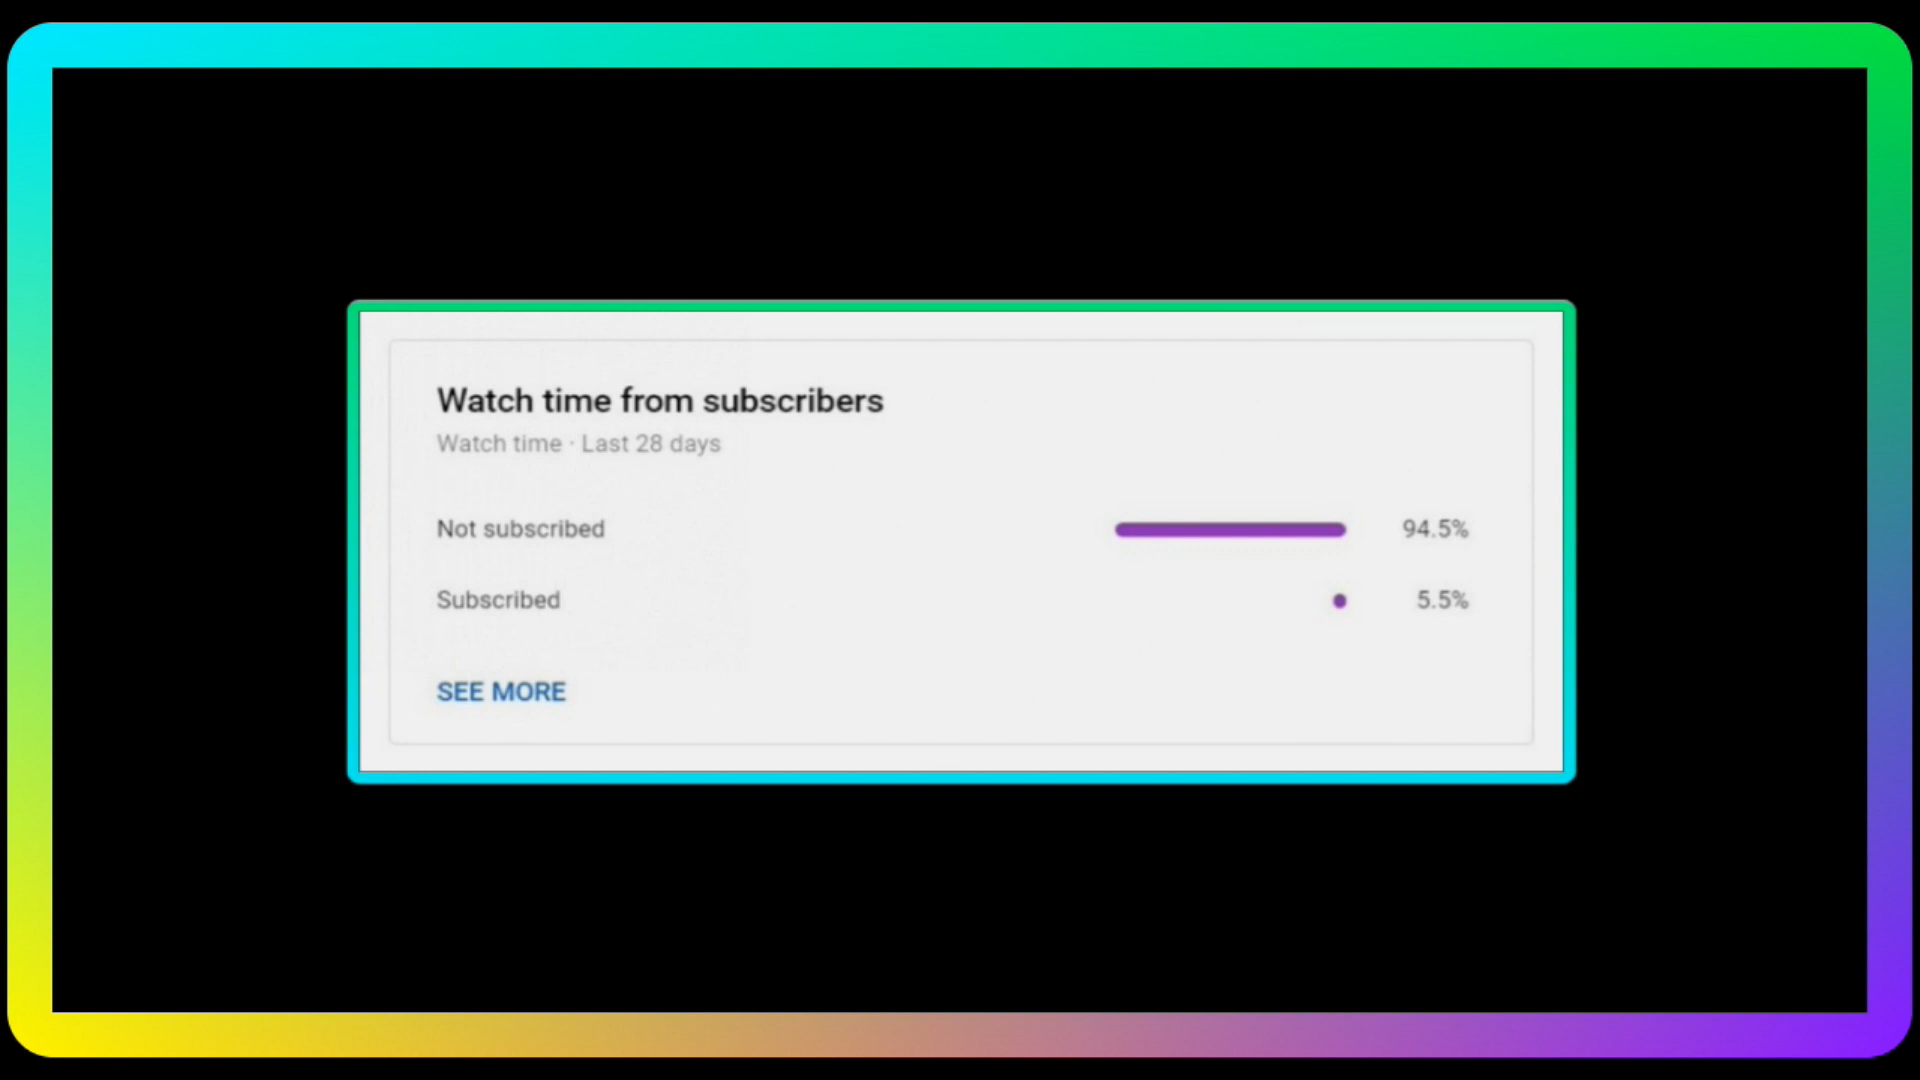 Watch time from subscribers
Watch time · Last 28 days
Not subscribed 94.5%
Subscribed 5.5%
SEE MORE